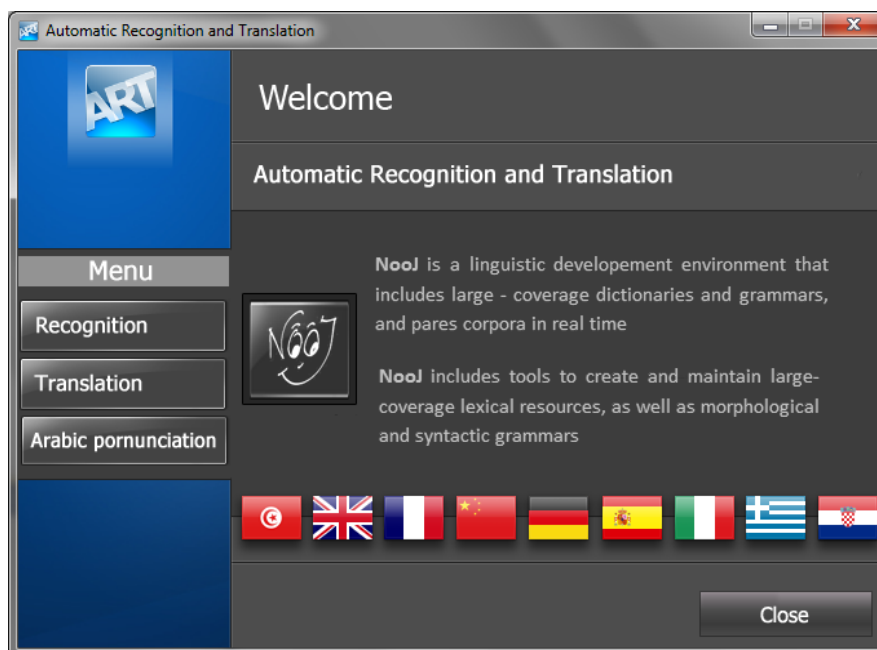 Automatic Recognition and Translation
ART
Welcome
Automatic Recognition and Translation
Menu
Recognition
Translation
Arabic pornunciation
NooJ
NooJ is a linguistic developement environment that
includes large - coverage dictionaries and grammars,
and pares corpora in real time
NooJ includes tools to create and maintain large-
coverage lexical resources, as well as morphological
and syntactic grammars
Close